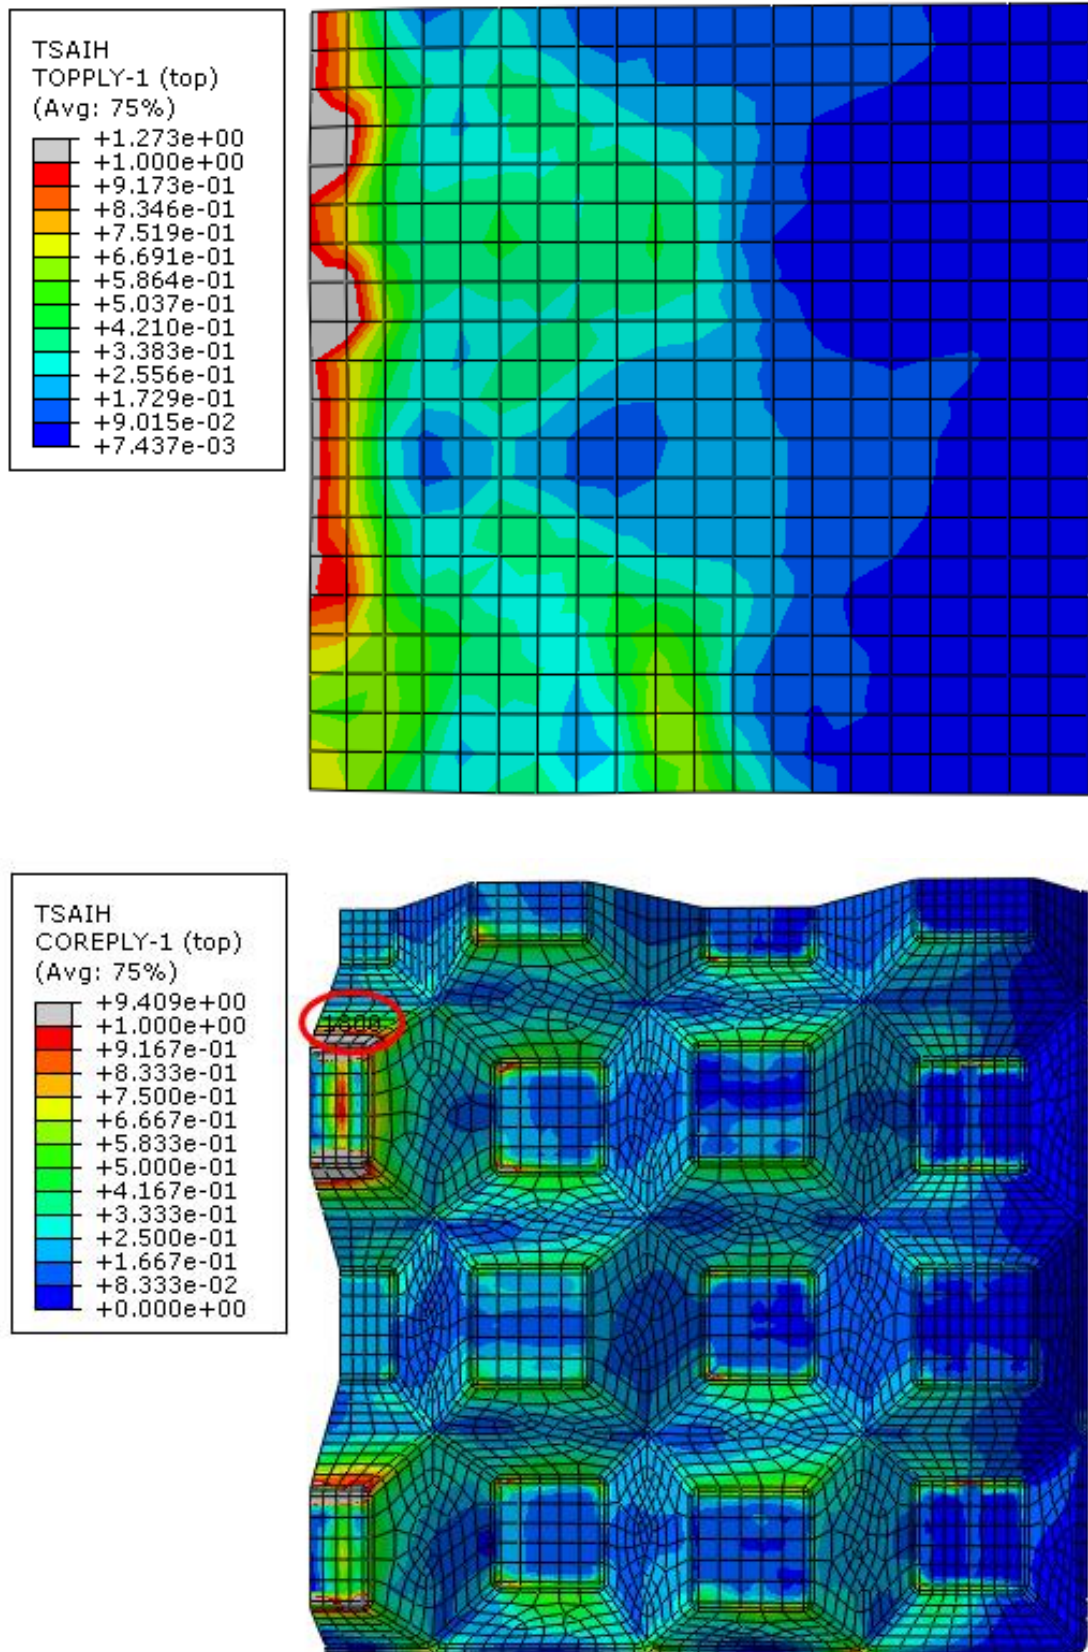 TSAIH
TOPPLY-1 (top)
(Avg: 75%)
+1.273e+00
+1.000e+00
+9.173e-01
+8.346e-01
+7.519e-01
+6.691e-01
+5.864e-01
+5.037e-01
+4.210e-01
+3.383e-01
+2.556e-01
+1.729e-01
+9.015e-02
+7.437e-03
TSAIH
COREPLY-1 (top)
(Avg: 75%)
+9.409e+00
+1.000e+00
+9.167e-01
+8.333e-01
+7.500e-01
+6.667e-01
+5.833e-01
+5.000e-01
+4.167e-01
+3.333e-01
+2.500e-01
+1.667e-01
+8.333e-02
+0.000e+00